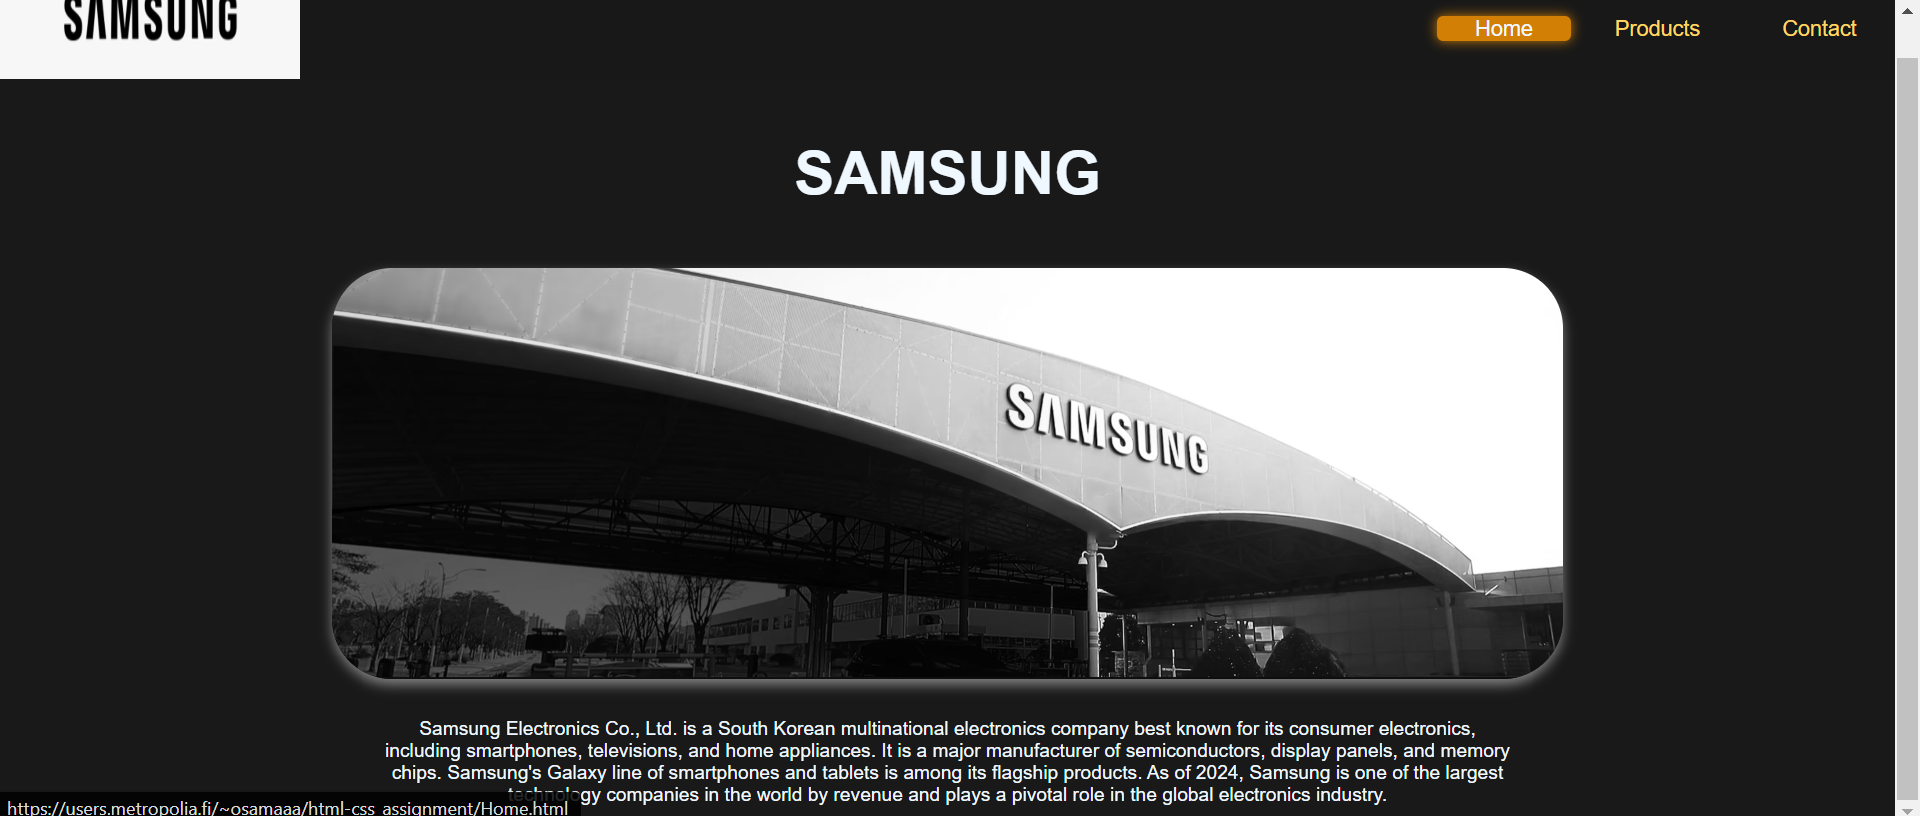 SAMSUNG
Home Products Contact
SAMSUNG
SAMSUNG
Samsung Electronics Co., Ltd. is a South Korean multinational electronics company best known for its consumer electronics,
including smartphones, televisions, and home appliances. It is a major manufacturer of semiconductors, display panels, and memory
chips. Samsung's Galaxy line of smartphones and tablets is among its flagship products. As of 2024, Samsung is one of the largest
technology companies in the world by revenue and plays a pivotal role in the global electronics industry.
https://users.metropolia.fi/~osamaaa/html-css_assignment/Home.html